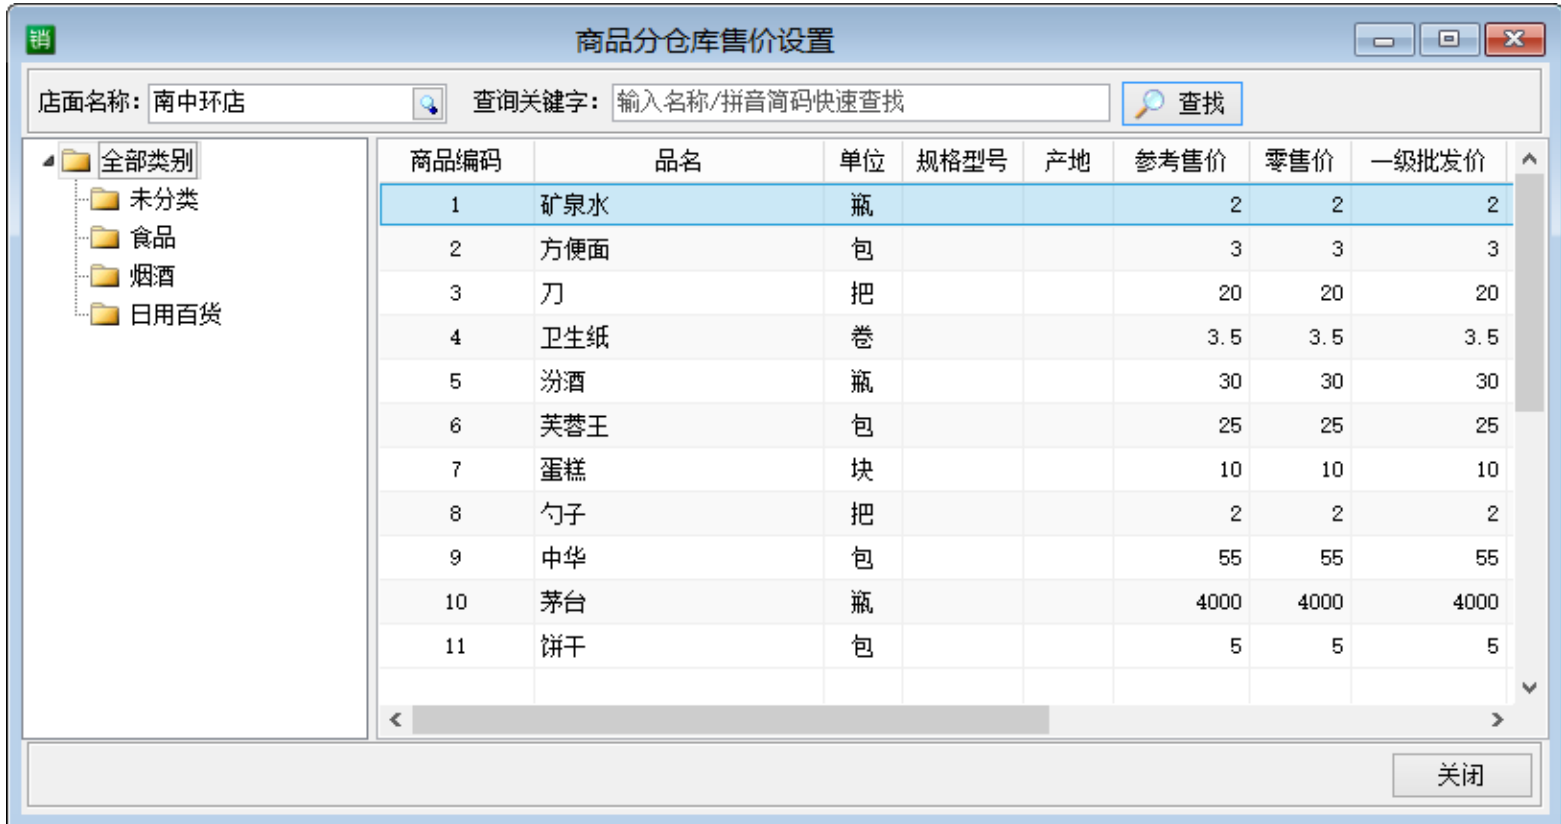 销 商品分仓库售价设置
店面名称: 南中环店 查询关键字: 输入名称/拼音简码快速查找 查找
全部类别
未分类
食品
烟酒
日用百货
商品编码 品名 单位 规格型号 产地 参考售价 零售价 一级批发价
1 矿泉水 瓶 2 2 2
2 方便面 包 3 3 3
3 刀 把 20 20 20
4 卫生纸 卷 3.5 3.5 3.5
5 汾酒 瓶 30 30 30
6 芙蓉王 包 25 25 25
7 蛋糕 块 10 10 10
8 勺子 把 2 2 2
9 中华 包 55 55 55
10 茅台 瓶 4000 4000 4000
11 饼干 包 5 5 5
关闭